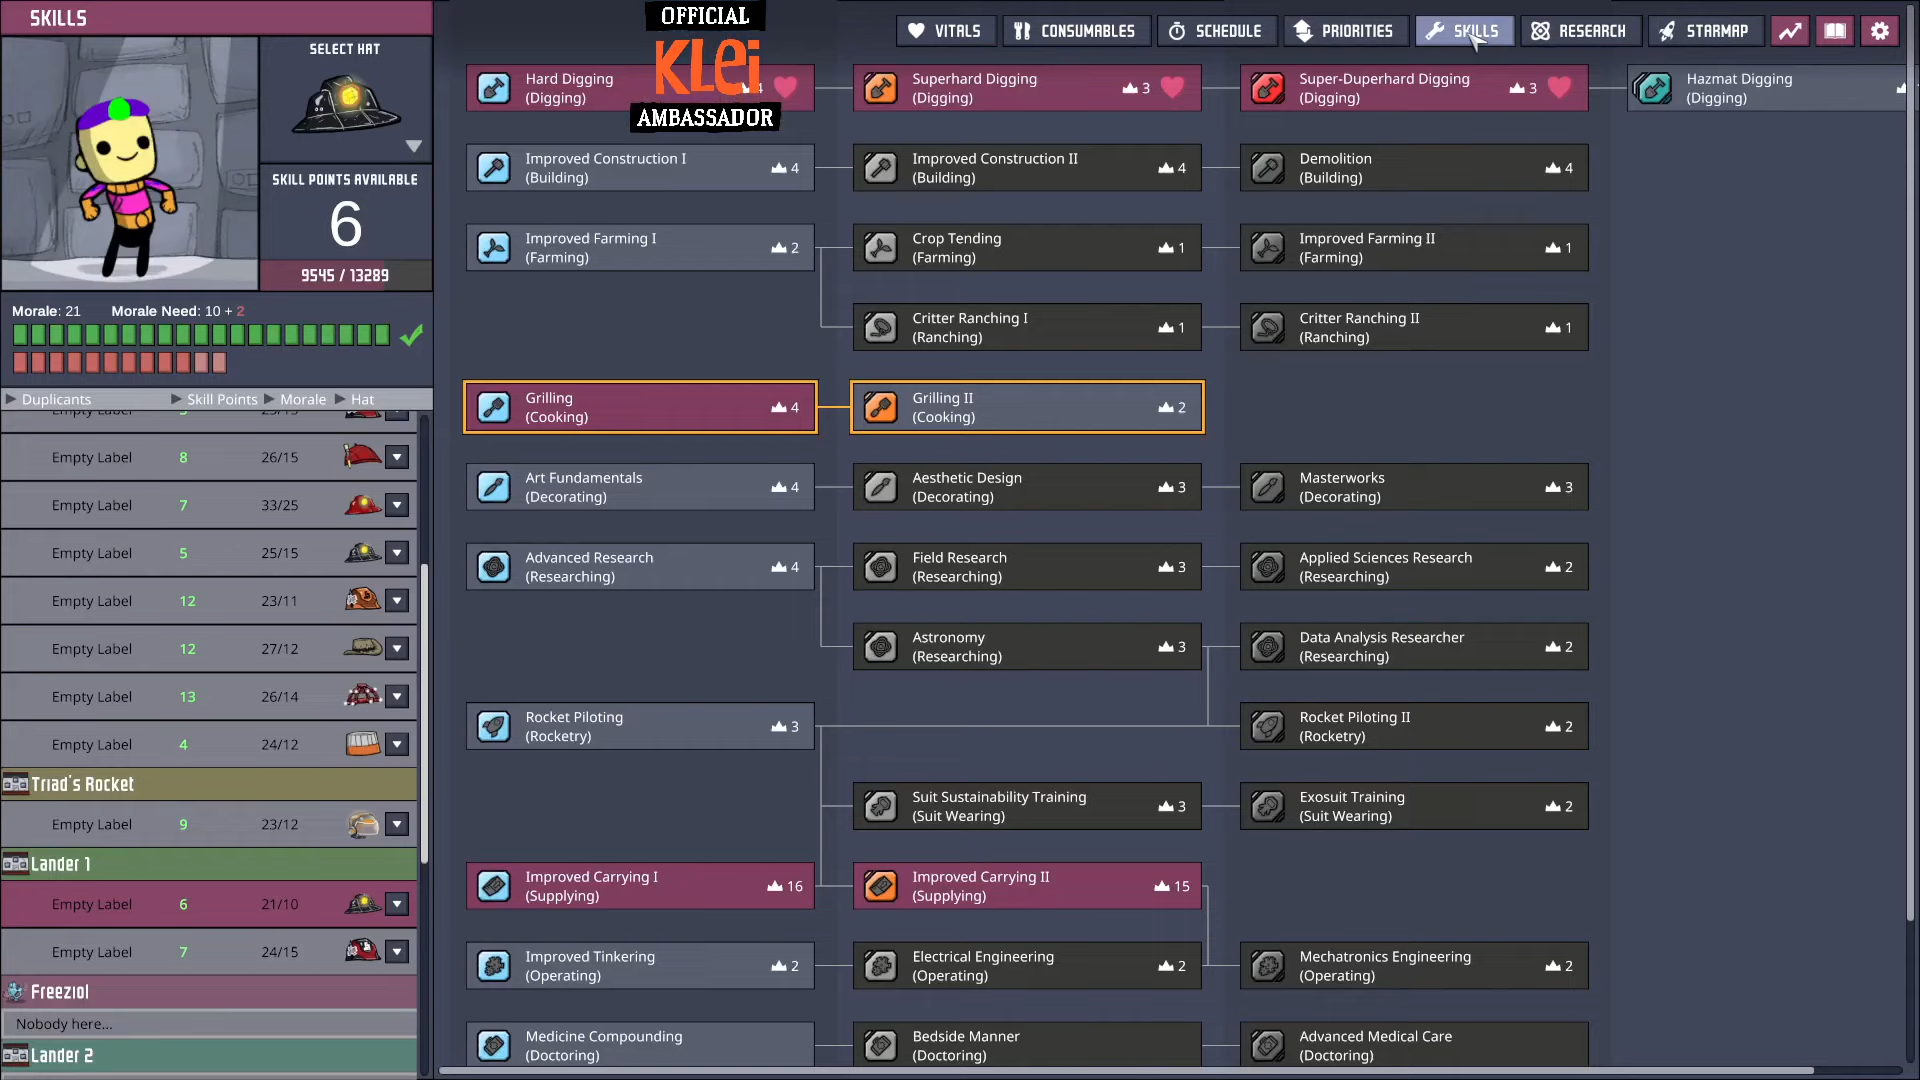 SKILLS
OFFICIAL
KLei
AMBASSADOR
VITALS
CONSUMABLES
SCHEDULE
PRIORITIES
SKILLS
RESEARCH
STARMAP
SELECT HAT
SKILL POINTS AVAILABLE
6
9545 / 13289
Morale: 21 Morale Need: 10 + 2
Duplicants Skill Points Morale Hat
Empty Label 8 26/15
Empty Label 7 33/25
Empty Label 5 25/15
Empty Label 12 23/11
Empty Label 12 27/12
Empty Label 13 26/14
Empty Label 4 24/12
Triad's Rocket
Empty Label 9 23/12
Lander 1
Empty Label 6 21/10
Empty Label 7 24/15
Freeziol
Nobody here...
Lander 2
Hard Digging
(Digging)
4
Superhard Digging
(Digging)
3
Super-Duperhard Digging
(Digging)
3
Hazmat Digging
(Digging)
Improved Construction I
(Building)
4
Improved Construction II
(Building)
4
Demolition
(Building)
4
Improved Farming I
(Farming)
2
Crop Tending
(Farming)
1
Improved Farming II
(Farming)
1
Critter Ranching I
(Ranching)
1
Critter Ranching II
(Ranching)
1
Grilling
(Cooking)
4
Grilling II
(Cooking)
2
Art Fundamentals
(Decorating)
4
Aesthetic Design
(Decorating)
3
Masterworks
(Decorating)
3
Advanced Research
(Researching)
4
Field Research
(Researching)
3
Applied Sciences Research
(Researching)
2
Astronomy
(Researching)
3
Data Analysis Researcher
(Researching)
2
Rocket Piloting
(Rocketry)
3
Rocket Piloting II
(Rocketry)
2
Suit Sustainability Training
(Suit Wearing)
3
Exosuit Training
(Suit Wearing)
2
Improved Carrying I
(Supplying)
16
Improved Carrying II
(Supplying)
15
Improved Tinkering
(Operating)
2
Electrical Engineering
(Operating)
2
Mechatronics Engineering
(Operating)
2
Medicine Compounding
(Doctoring)
Bedside Manner
(Doctoring)
Advanced Medical Care
(Doctoring)